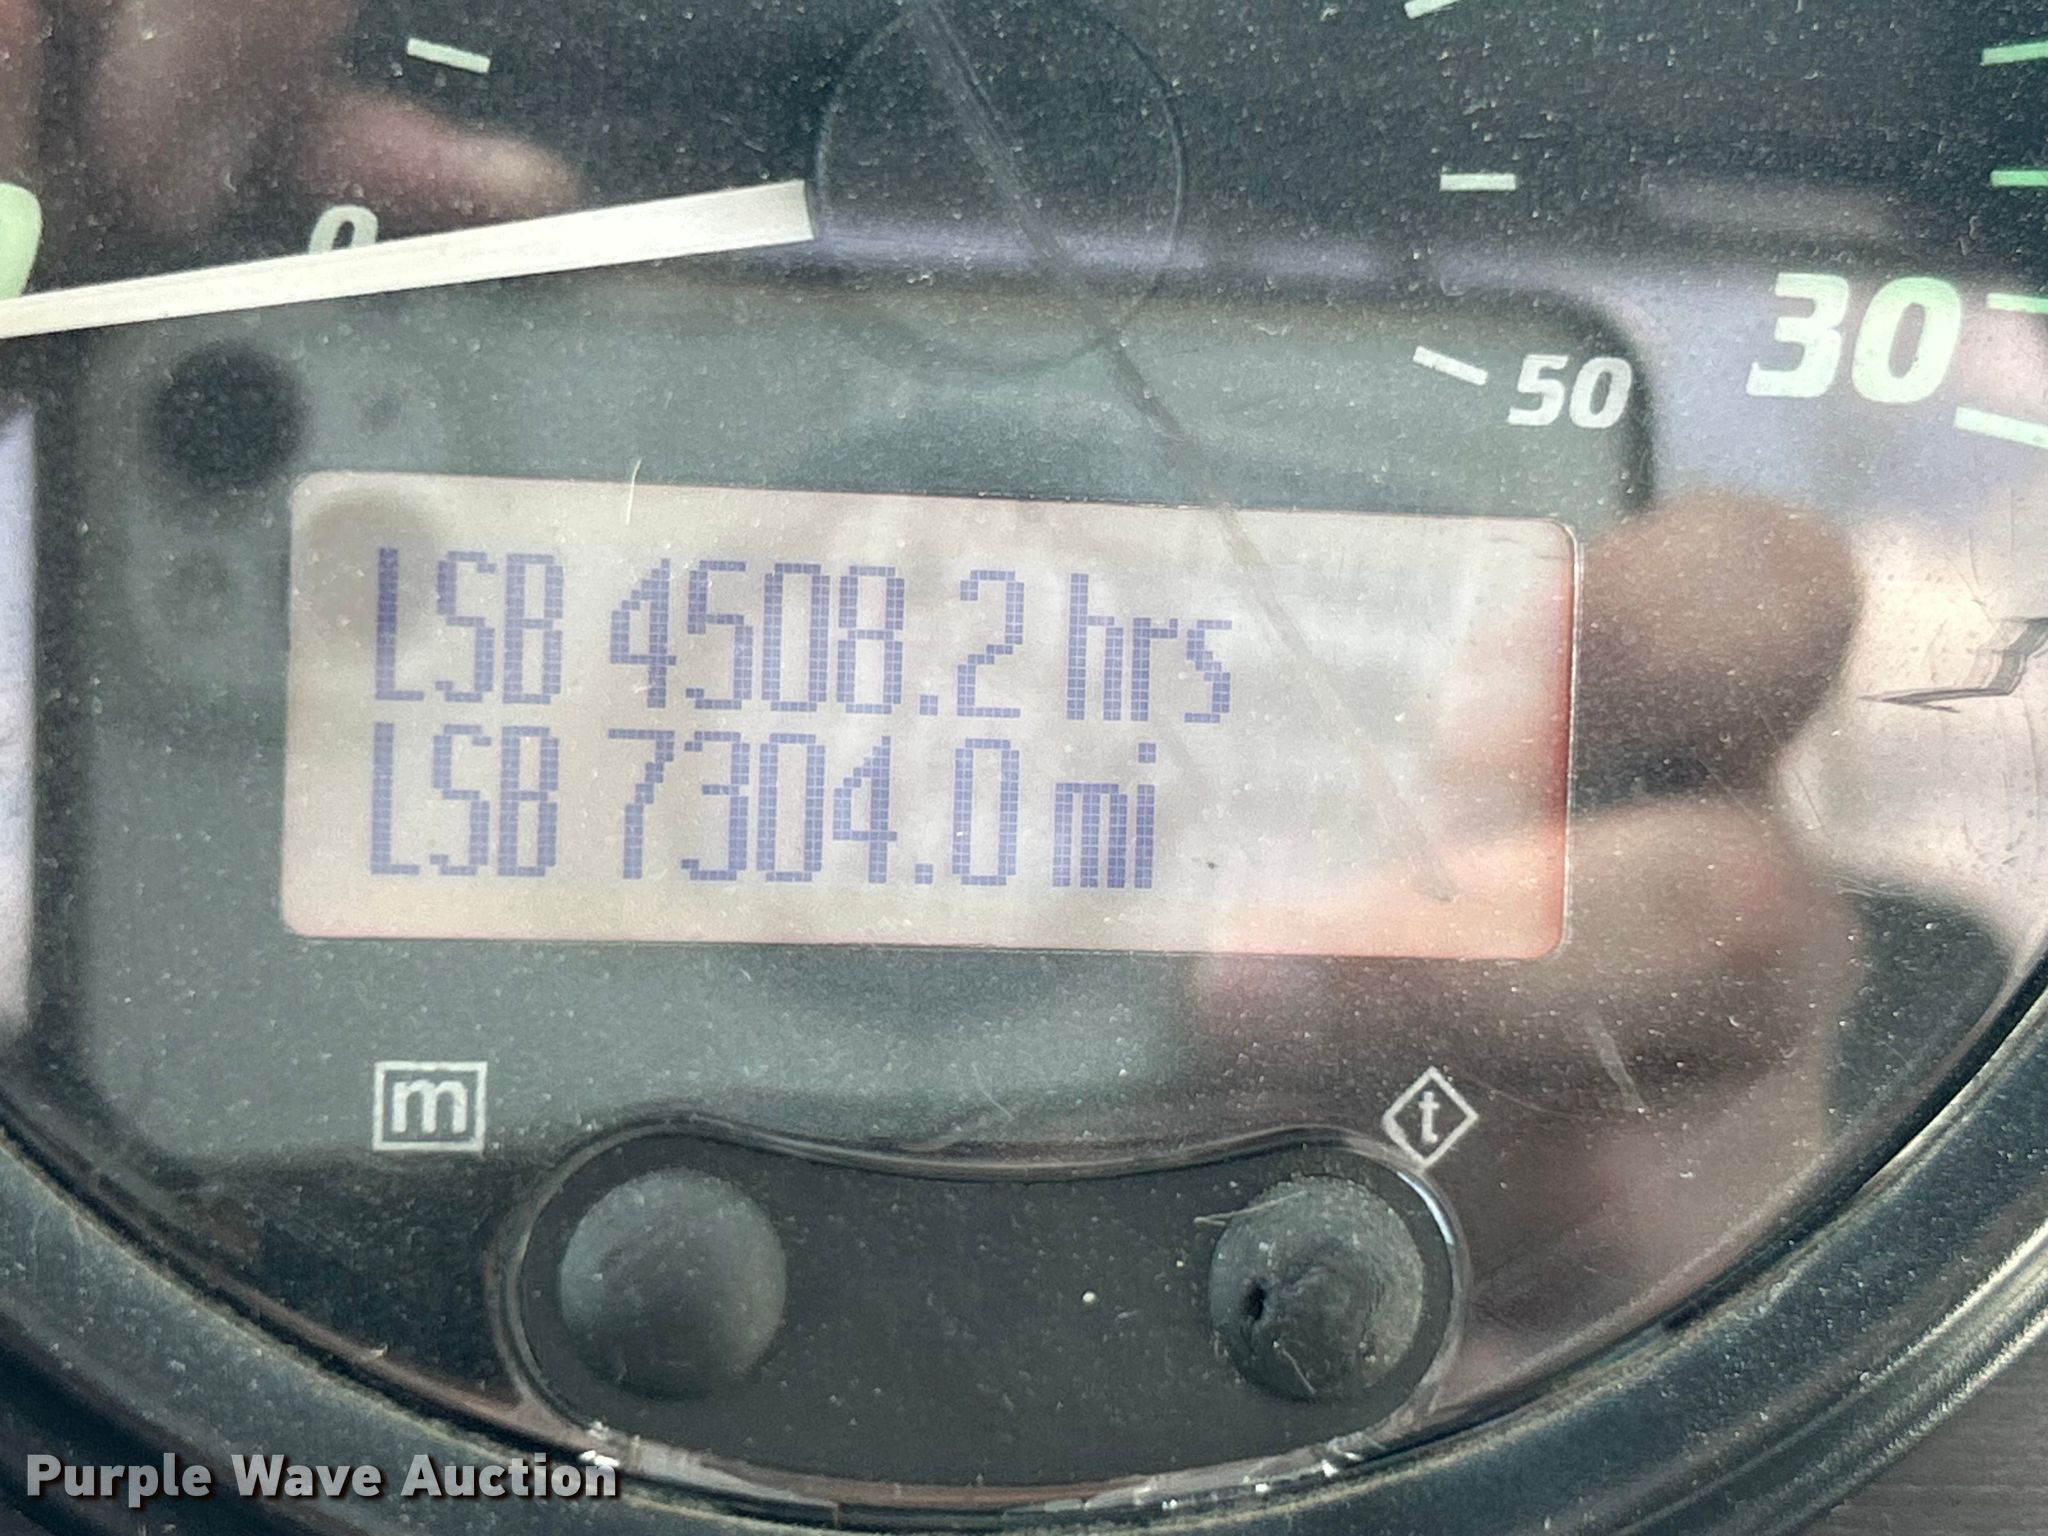 0
50
30
LSB 4508.2 hrs
LSB 7304.0 mi
m
t
Purple Wave Auction